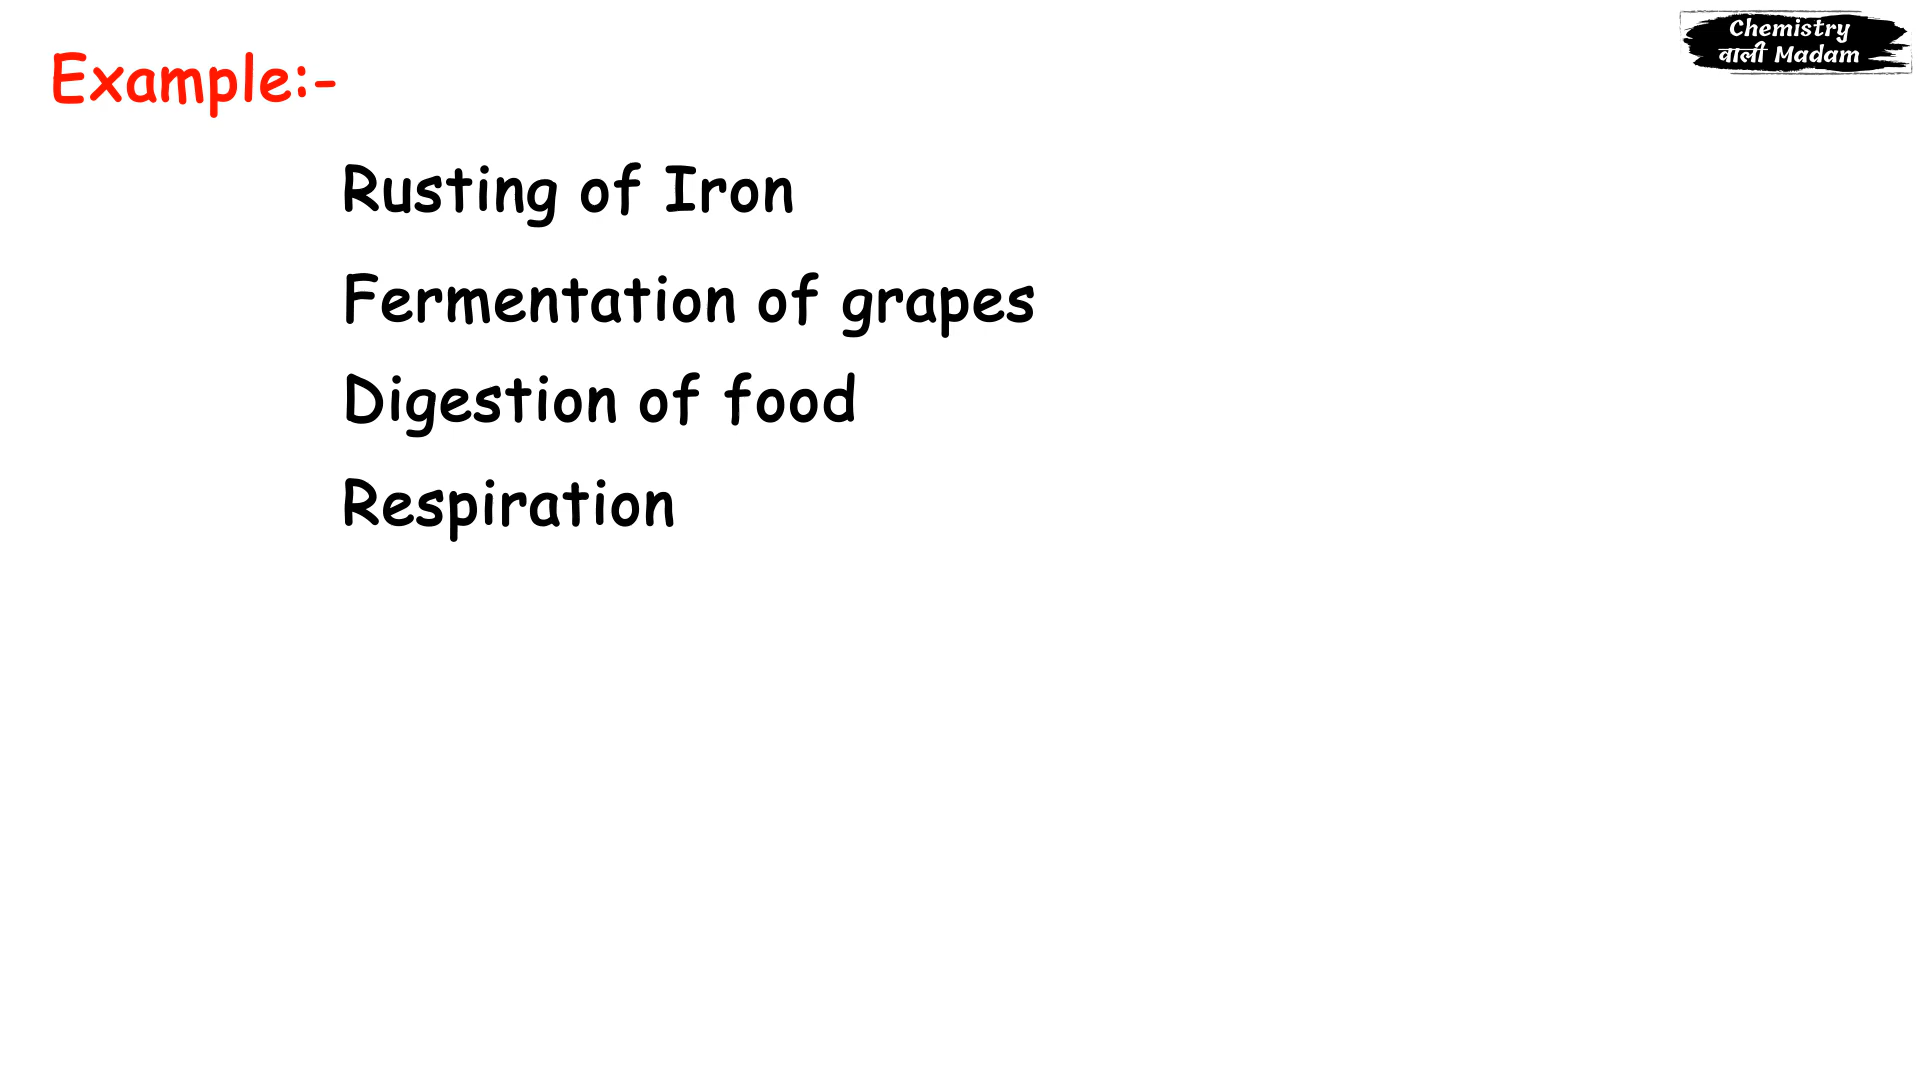 Example:-
Chemistry
वाली Madam
Rusting of Iron
Fermentation of grapes
Digestion of food
Respiration